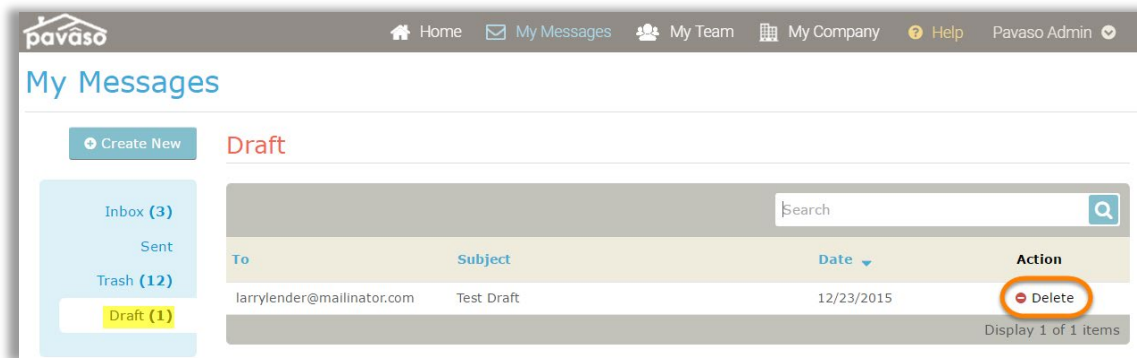 pavaso Home My Messages My Team My Company ? Help Pavaso Admin
My Messages
Create New
Draft
Inbox (3)
Sent
Trash (12)
Draft (1)
Search
To Subject Date Action
larrylender@mailinator.com Test Draft 12/23/2015 Delete
Display 1 of 1 items